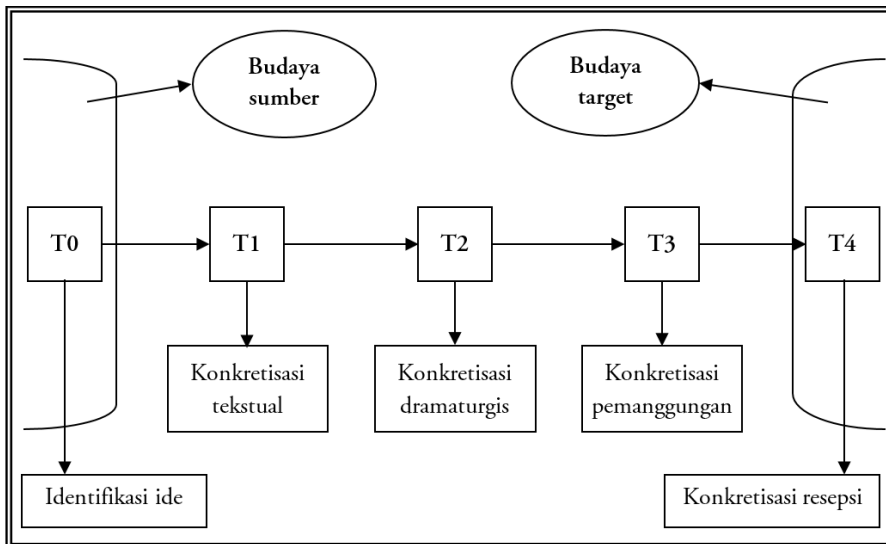 Budaya
sumber
Budaya
target
T0
T1
T2
T3
T4
Konkretisasi
tekstual
Konkretisasi
dramaturgis
Konkretisasi
pemanggungan
Identifikasi ide
Konkretisasi resepsi